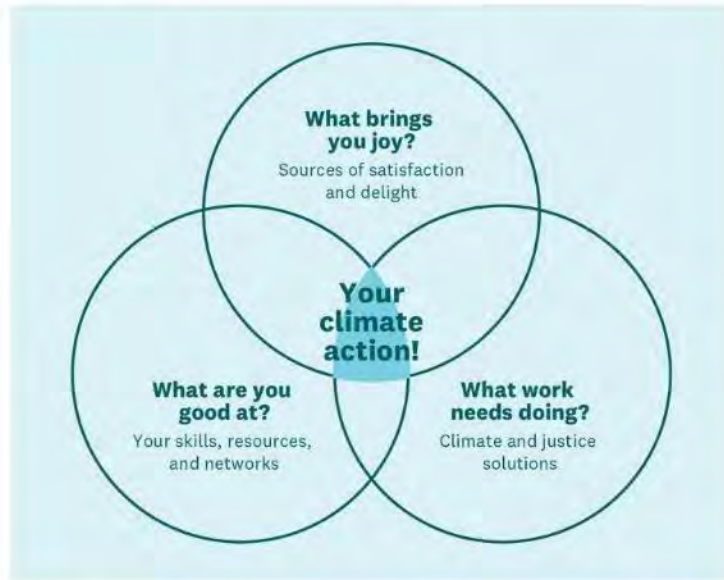 What brings
you joy?
Sources of satisfaction
and delight
Your
climate
action!
What are you
good at?
Your skills, resources,
and networks
What work
needs doing?
Climate and justice
solutions